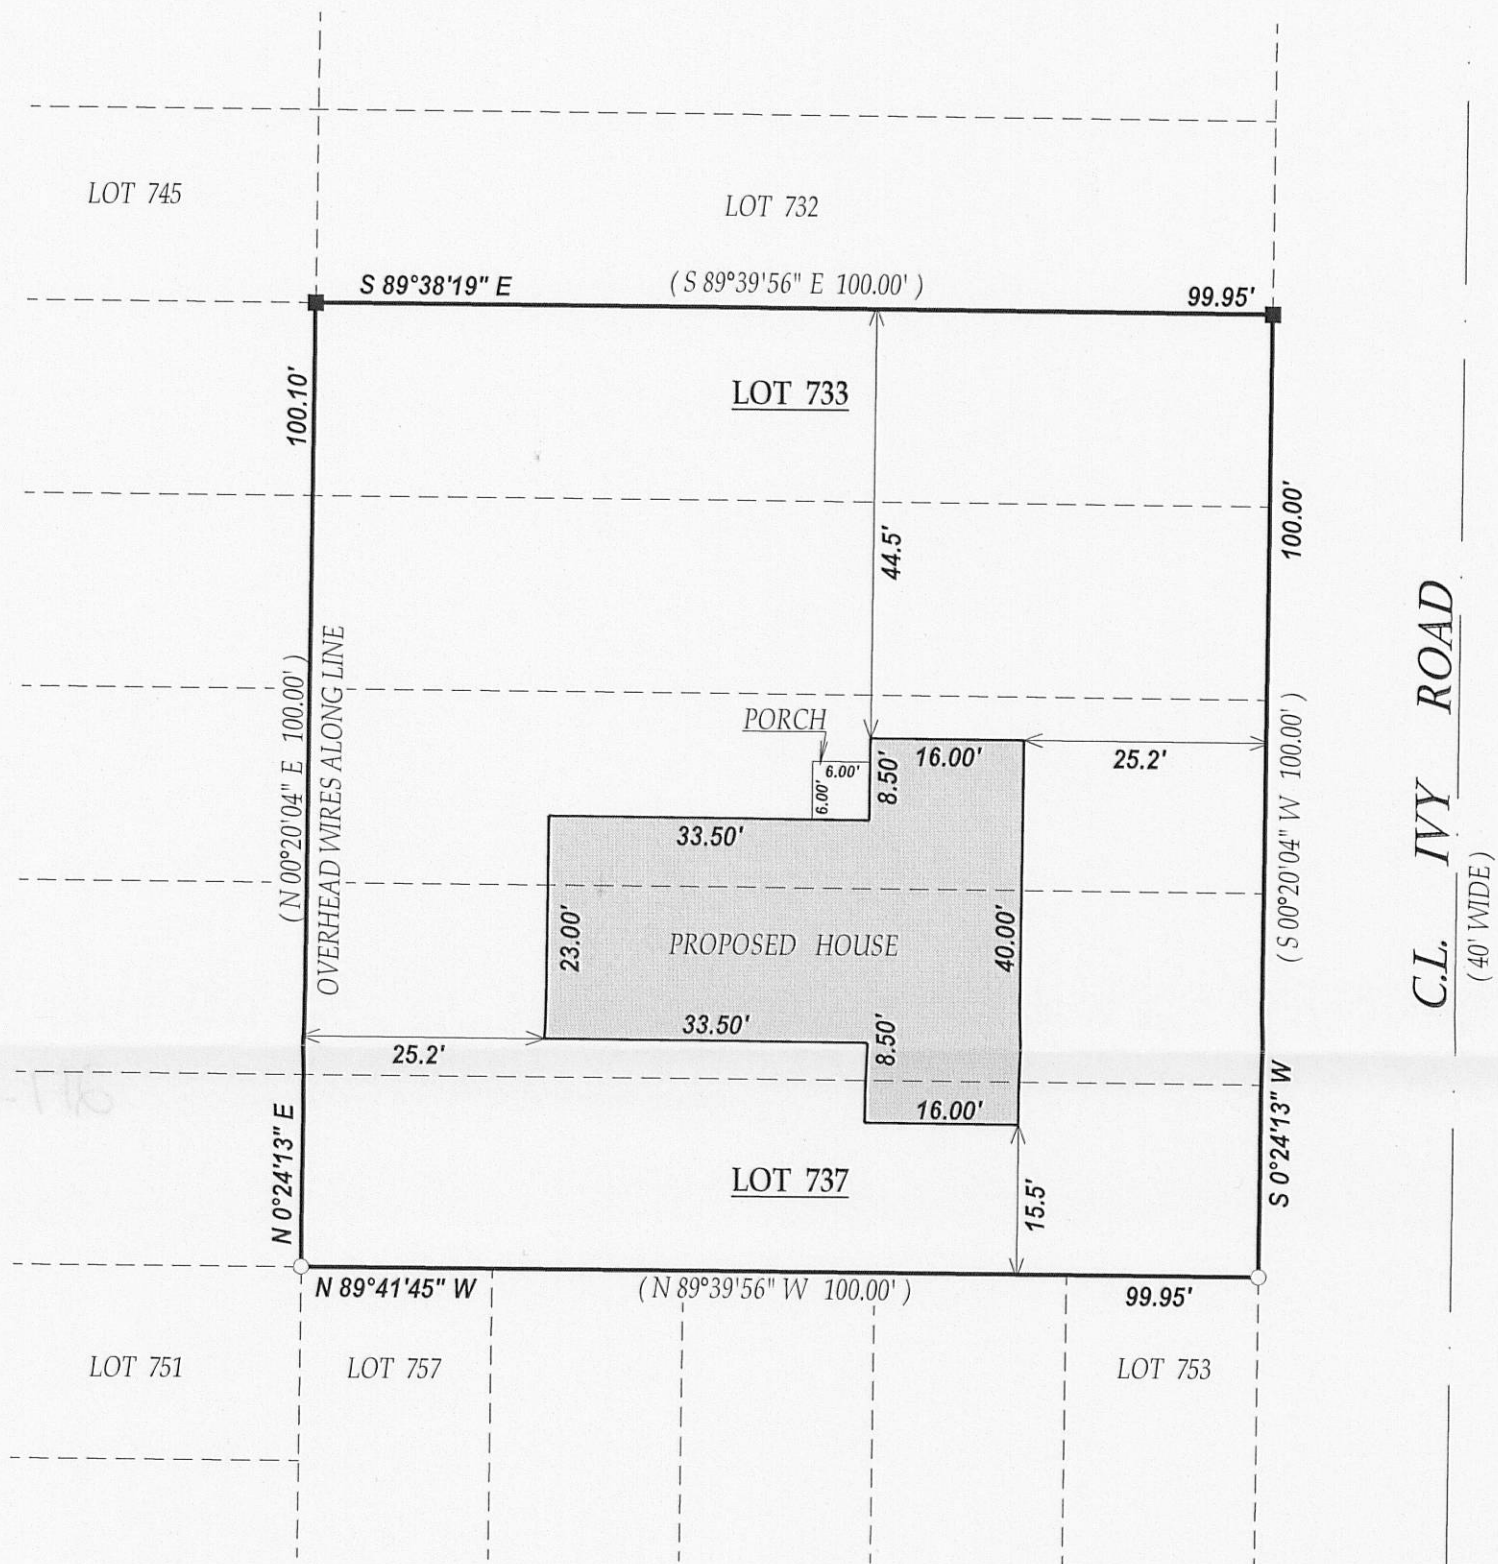 LOT 745
LOT 732
S 89°38'19" E
( S 89°39'56" E 100.00' )
99.95'
100.10'
LOT 733
100.00'
44.5'
( N 00°20'04" E 100.00' )
OVERHEAD WIRES ALONG LINE
PORCH
6.00'
6.00'
8.50'
16.00'
25.2'
33.50'
23.00'
PROPOSED HOUSE
40.00'
( S 00°20'04" W 100.00' )
C.L. IVY ROAD
( 40' WIDE )
33.50'
8.50'
25.2'
16.00'
N 0°24'13" E
LOT 737
15.5'
S 0°24'13" W
N 89°41'45" W
( N 89°39'56" W 100.00' )
99.95'
LOT 751
LOT 757
LOT 753